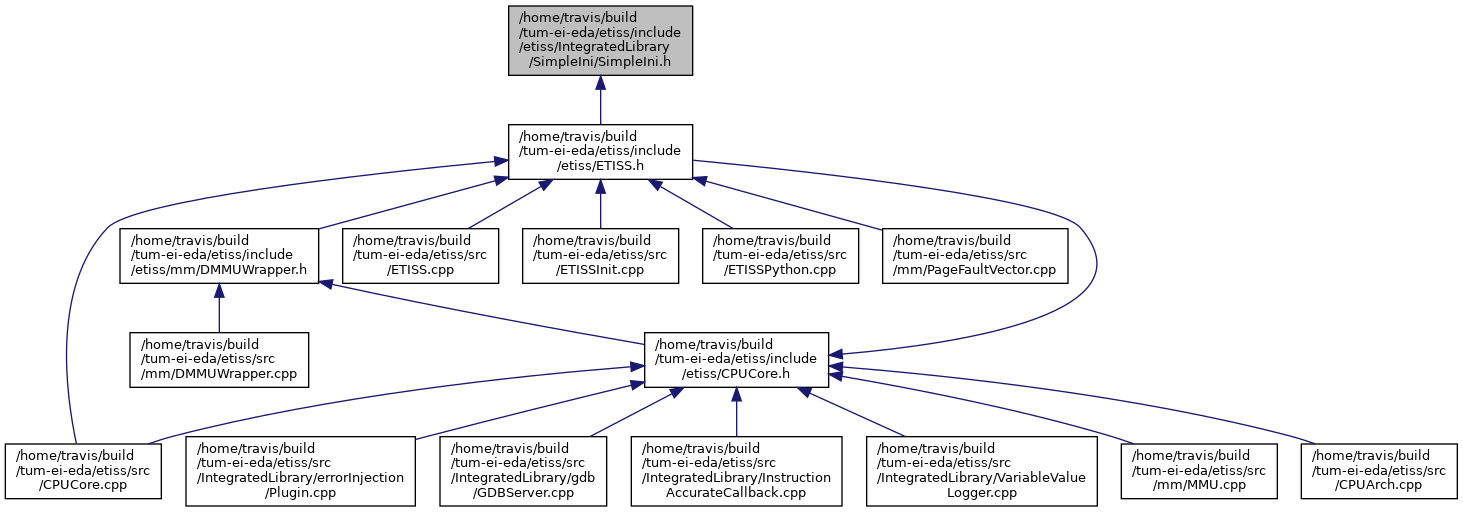 /home/travis/build
/tum-ei-eda/etiss/include
/etiss/IntegratedLibrary
/SimpleIni/SimpleIni.h
/home/travis/build
/tum-ei-eda/etiss/include
/etiss/ETISS.h
/home/travis/build
/tum-ei-eda/etiss/include
/etiss/mm/DMMUWrapper.h
/home/travis/build
/tum-ei-eda/etiss/src
/ETISS.cpp
/home/travis/build
/tum-ei-eda/etiss/src
/ETISSInit.cpp
/home/travis/build
/tum-ei-eda/etiss/src
/ETISSPython.cpp
/home/travis/build
/tum-ei-eda/etiss/src
/mm/PageFaultVector.cpp
/home/travis/build
/tum-ei-eda/etiss/src
/mm/DMMUWrapper.cpp
/home/travis/build
/tum-ei-eda/etiss/include
/etiss/CPUCore.h
/home/travis/build
/tum-ei-eda/etiss/src
/CPUCore.cpp
/home/travis/build
/tum-ei-eda/etiss/src
/IntegratedLibrary/errorInjection
/Plugin.cpp
/home/travis/build
/tum-ei-eda/etiss/src
/IntegratedLibrary/gdb
/GDBServer.cpp
/home/travis/build
/tum-ei-eda/etiss/src
/IntegratedLibrary/Instruction
AccurateCallback.cpp
/home/travis/build
/tum-ei-eda/etiss/src
/IntegratedLibrary/VariableValue
Logger.cpp
/home/travis/build
/tum-ei-eda/etiss/src
/mm/MMU.cpp
/home/travis/build
/tum-ei-eda/etiss/src
/CPUArch.cpp